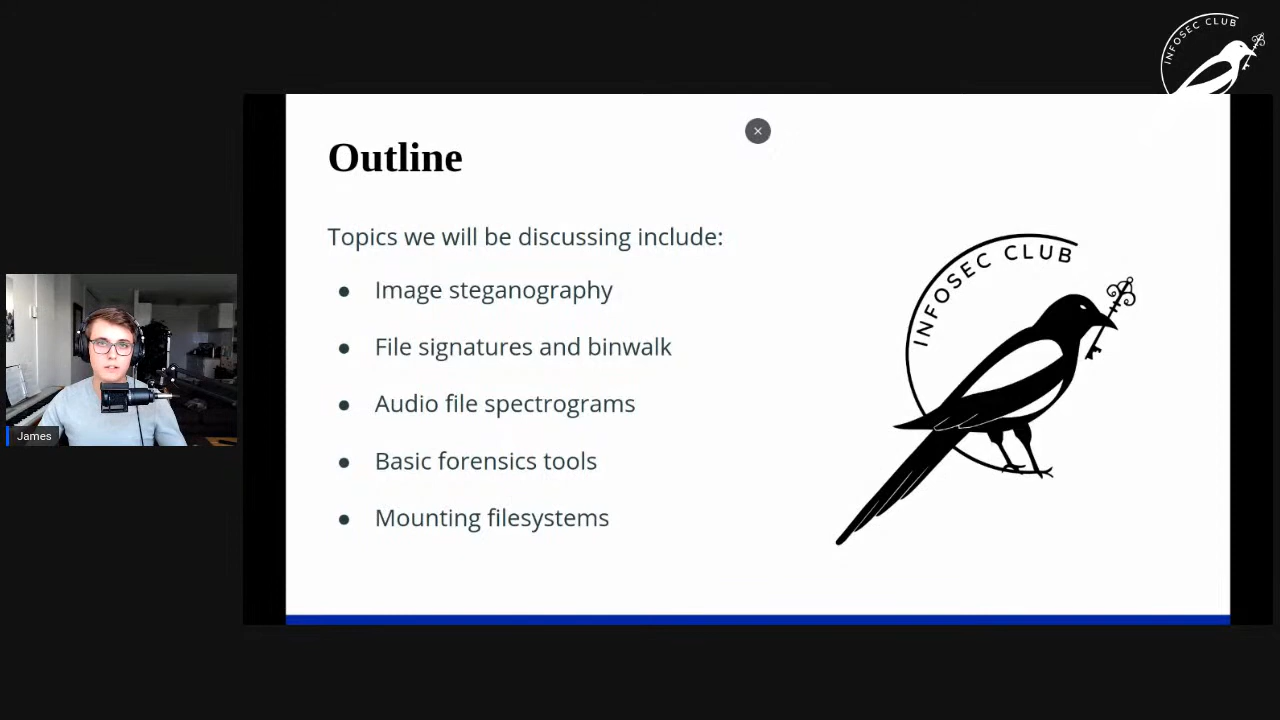 INFOSEC CLUB
Outline
Topics we will be discussing include:
INFOSEC CLUB
● Image steganography
● File signatures and binwalk
● Audio file spectrograms
● Basic forensics tools
● Mounting filesystems
James